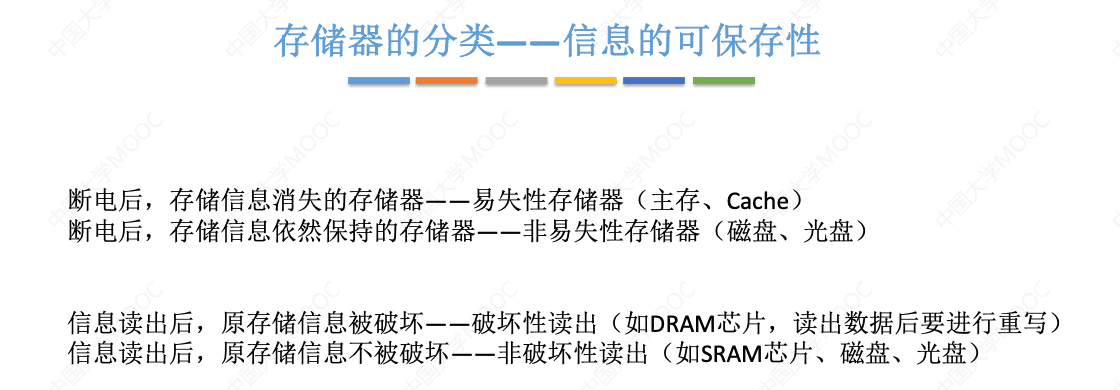 存储器的分类——信息的可保存性
断电后，存储信息消失的存储器——易失性存储器（主存、Cache）
断电后，存储信息依然保持的存储器——非易失性存储器（磁盘、光盘）
信息读出后，原存储信息被破坏——破坏性读出（如DRAM芯片，读出数据后要进行重写）
信息读出后，原存储信息不被破坏——非破坏性读出（如SRAM芯片、磁盘、光盘）
中国大学MOOC